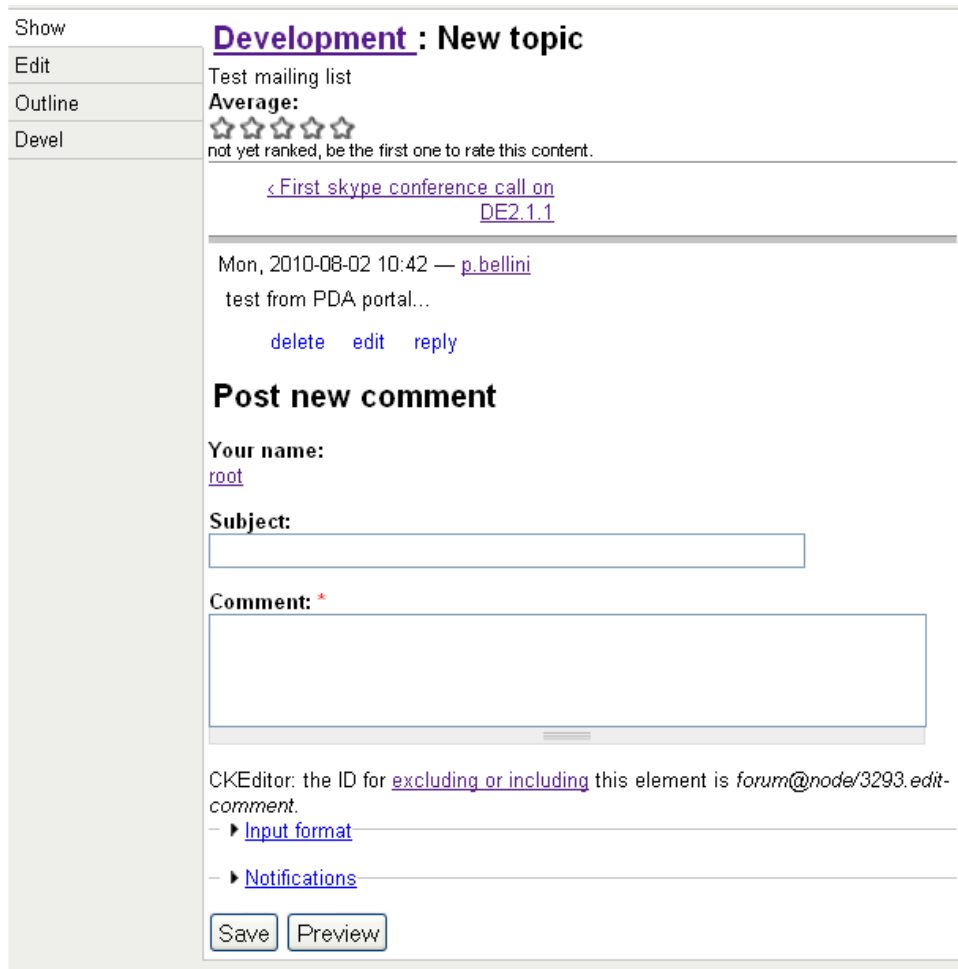 Show
Edit
Outline
Devel
Development : New topic
Test mailing list
Average:
not yet ranked, be the first one to rate this content.
‹ First skype conference call on
DE2.1.1
Mon, 2010-08-02 10:42 — p.bellini
test from PDA portal...
delete edit reply
Post new comment
Your name:
root
Subject:
Comment: *
CKEditor: the ID for excluding or including this element is forum@node/3293.edit-
comment.
Input format
Notifications
Save Preview